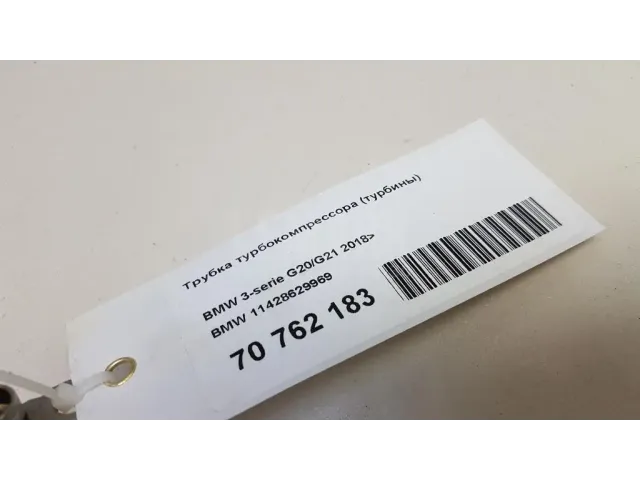 Трубка турбокомпрессора (турбины)
BMW 3-serie G20/G21 2018>
BMW 11428629969
70 762 183